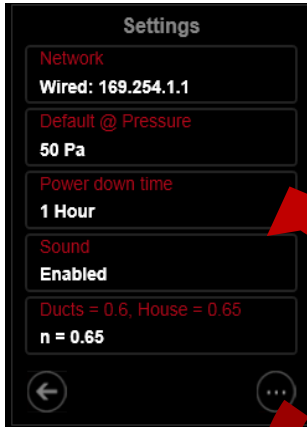 Settings
Network
Wired: 169.254.1.1
Default @ Pressure
50 Pa
Power down time
1 Hour
Sound
Enabled
Ducts = 0.6, House = 0.65
n = 0.65